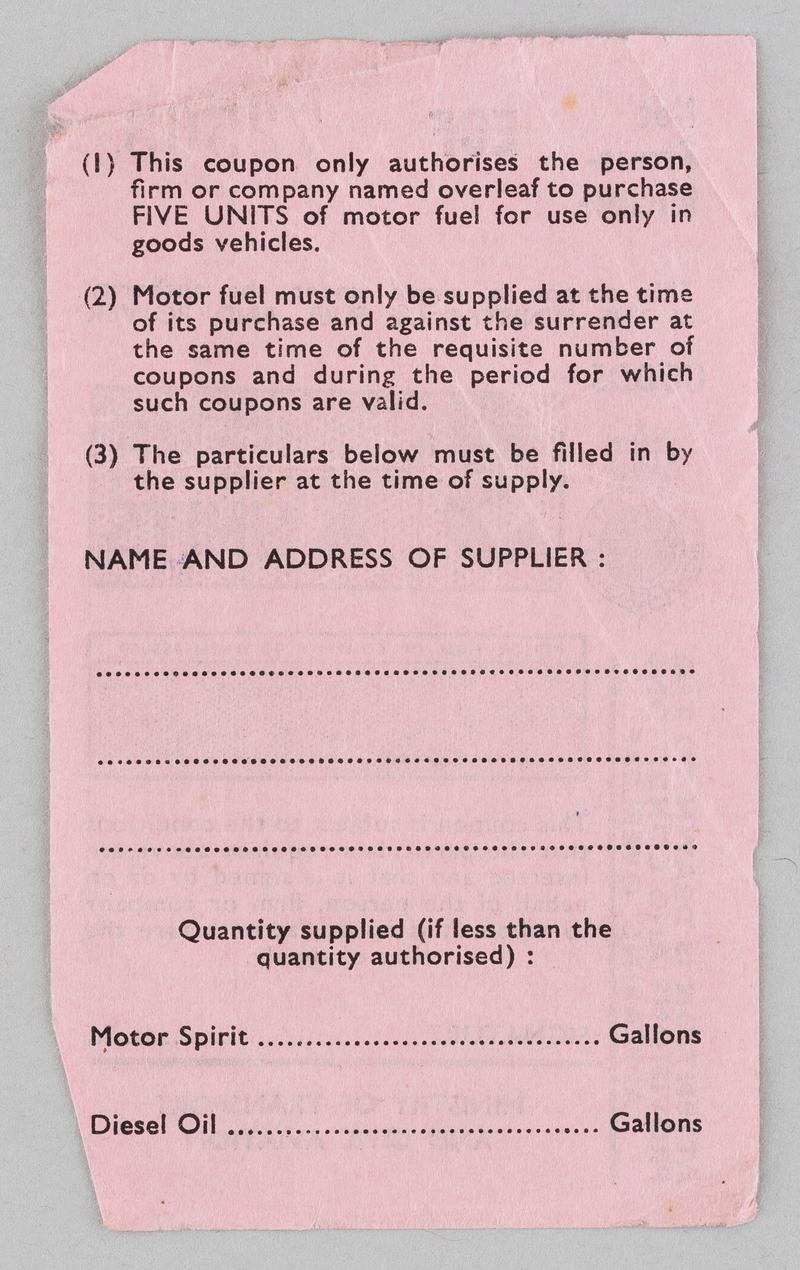 (1) This coupon only authorises the person,
firm or company named overleaf to purchase
FIVE UNITS of motor fuel for use only in
goods vehicles.
(2) Motor fuel must only be supplied at the time
of its purchase and against the surrender at
the same time of the requisite number of
coupons and during the period for which
such coupons are valid.
(3) The particulars below must be filled in by
the supplier at the time of supply.
NAME AND ADDRESS OF SUPPLIER :
Quantity supplied (if less than the
quantity authorised) :
Motor Spirit .................................... Gallons
Diesel Oil ....................................... Gallons